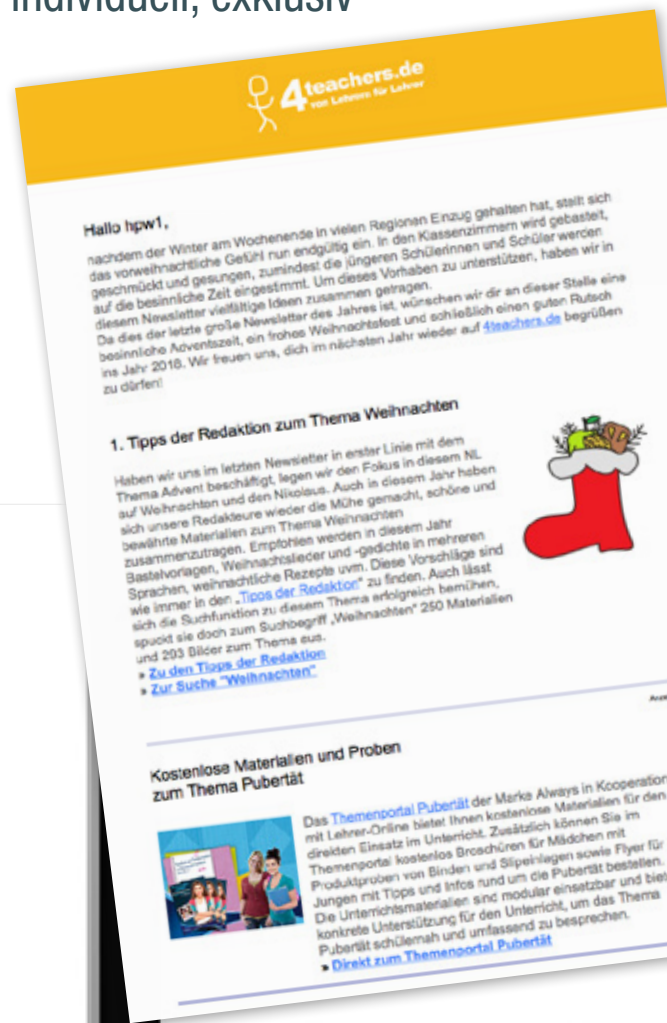 individuell, exklusiv
4teachers.de
von Lehrern für Lehrer
Hallo hpw1,
nachdem der Winter am Wochenende in vielen Regionen Einzug gehalten hat, stellt sich
das vorweihnachtliche Gefühl nun endgültig ein. In den Klassenzimmern wird gebastelt,
geschmückt und gesungen, zumindest die jüngeren Schülerinnen und Schüler werden
auf die besinnliche Zeit eingestimmt. Um dieses Vorhaben zu unterstützen, haben wir in
diesem Newsletter vielfältige Ideen zusammen getragen.
Da dies der letzte große Newsletter des Jahres ist, wünschen wir dir an dieser Stelle eine
besinnliche Adventszeit, ein frohes Weihnachtsfest und schließlich einen guten Rutsch
ins Jahr 2018. Wir freuen uns, dich im nächsten Jahr wieder auf 4teachers.de begrüßen
zu dürfen!
1. Tipps der Redaktion zum Thema Weihnachten
Haben wir uns im letzten Newsletter in erster Linie mit dem
Thema Advent beschäftigt, legen wir den Fokus in diesem NL
auf Weihnachten und den Nikolaus. Auch in diesem Jahr haben
sich unsere Redakteure wieder die Mühe gemacht, schöne und
bewährte Materialien zum Thema Weihnachten
zusammenzutragen. Empfohlen werden in diesem Jahr
Bastelvorlagen, Weihnachtslieder und -gedichte in mehreren
Sprachen, weihnachtliche Rezepte uvm. Diese Vorschläge sind
wie immer in den „Tipps der Redaktion" zu finden. Auch lässt
sich die Suchfunktion zu diesem Thema erfolgreich bemühen,
spuckt sie doch zum Suchbegriff „Weihnachten" 250 Materialien
und 293 Bilder zum Thema aus.
» Zu den Tipps der Redaktion
» Zur Suche "Weihnachten"
Kostenlose Materialien und Proben
zum Thema Pubertät
Das Themenportal Pubertät der Marke Always in Kooperation
mit Lehrer-Online bietet Ihnen kostenlose Materialien für den
direkten Einsatz im Unterricht. Zusätzlich können Sie im
Themenportal kostenlos Broschüren für Mädchen mit
Produktproben von Binden und Slipeinlagen sowie Flyer für
Jungen mit Tipps und Infos rund um die Pubertät bestellen.
Die Unterrichtsmaterialien sind modular einsetzbar und biet
konkrete Unterstützung für den Unterricht, um das Thema
Pubertät schülernah und umfassend zu besprechen.
» Direkt zum Themenportal Pubertät